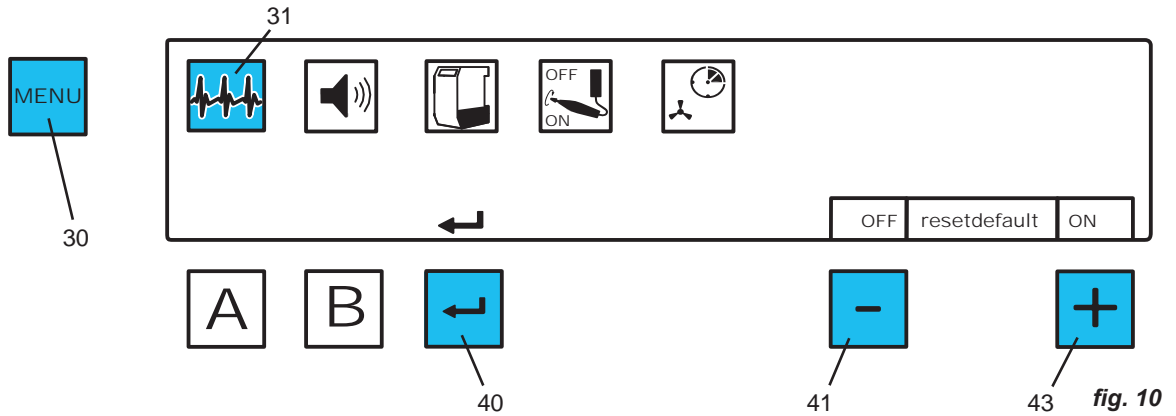 31
MENU
OFF
ON
30
OFF resetdefault ON
A B - +
40 41 43 fig. 10